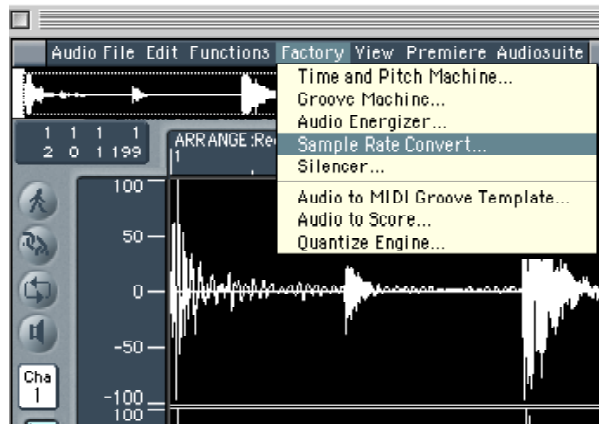 Audio File Edit Functions Factory View Premiere Audiosuite
Time and Pitch Machine...
Groove Machine...
Audio Energizer...
Sample Rate Convert...
Silencer...
Audio to MIDI Groove Template...
Audio to Score...
Quantize Engine...
1 1 1 1
2 0 1 199
ARRANGE:Re
1
100
50
0
-50
-100
100
Cha
1